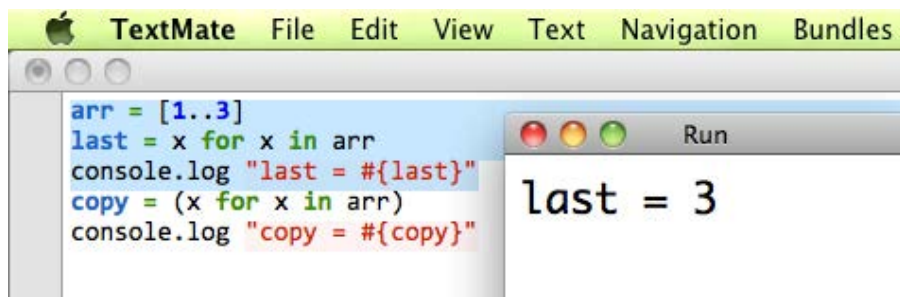 TextMate File Edit View Text Navigation Bundles
arr = [1..3]
last = x for x in arr
console.log "last = #{last}"
copy = (x for x in arr)
console.log "copy = #{copy}"
Run
last = 3